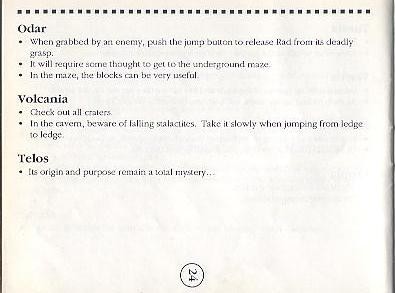 Odar
• When grabbed by an enemy, push the jump button to release Rad from its deadly
grasp.
• It will require some thought to get to the underground maze.
• In the maze, the blocks can be very useful.
Volcania
• Check out all craters.
• In the cavern, beware of falling stalactites. Take it slowly when jumping from ledge
to ledge.
Telos
• Its origin and purpose remain a total mystery...
24